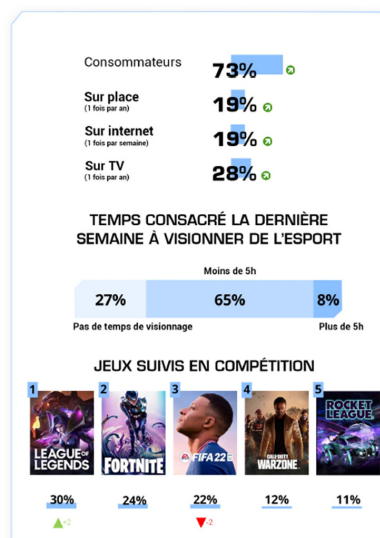 Consommateurs
73%
Sur place
(1 fois par an)
19%
Sur internet
(1 fois par semaine)
19%
Sur TV
(1 fois par an)
28%
TEMPS CONSACRÉ LA DERNIÈRE
SEMAINE À VISIONNER DE L'ESPORT
Moins de 5h
27%
65%
8%
Pas de temps de visionnage
Plus de 5h
JEUX SUIVIS EN COMPÉTITION
1
2
3
4
5
LEAGUE OF
LEGENDS
FORTNITE
FIFA 22
CALL OF DUTY
WARZONE
ROCKET
LEAGUE
30%
24%
22%
12%
11%
+2
-2